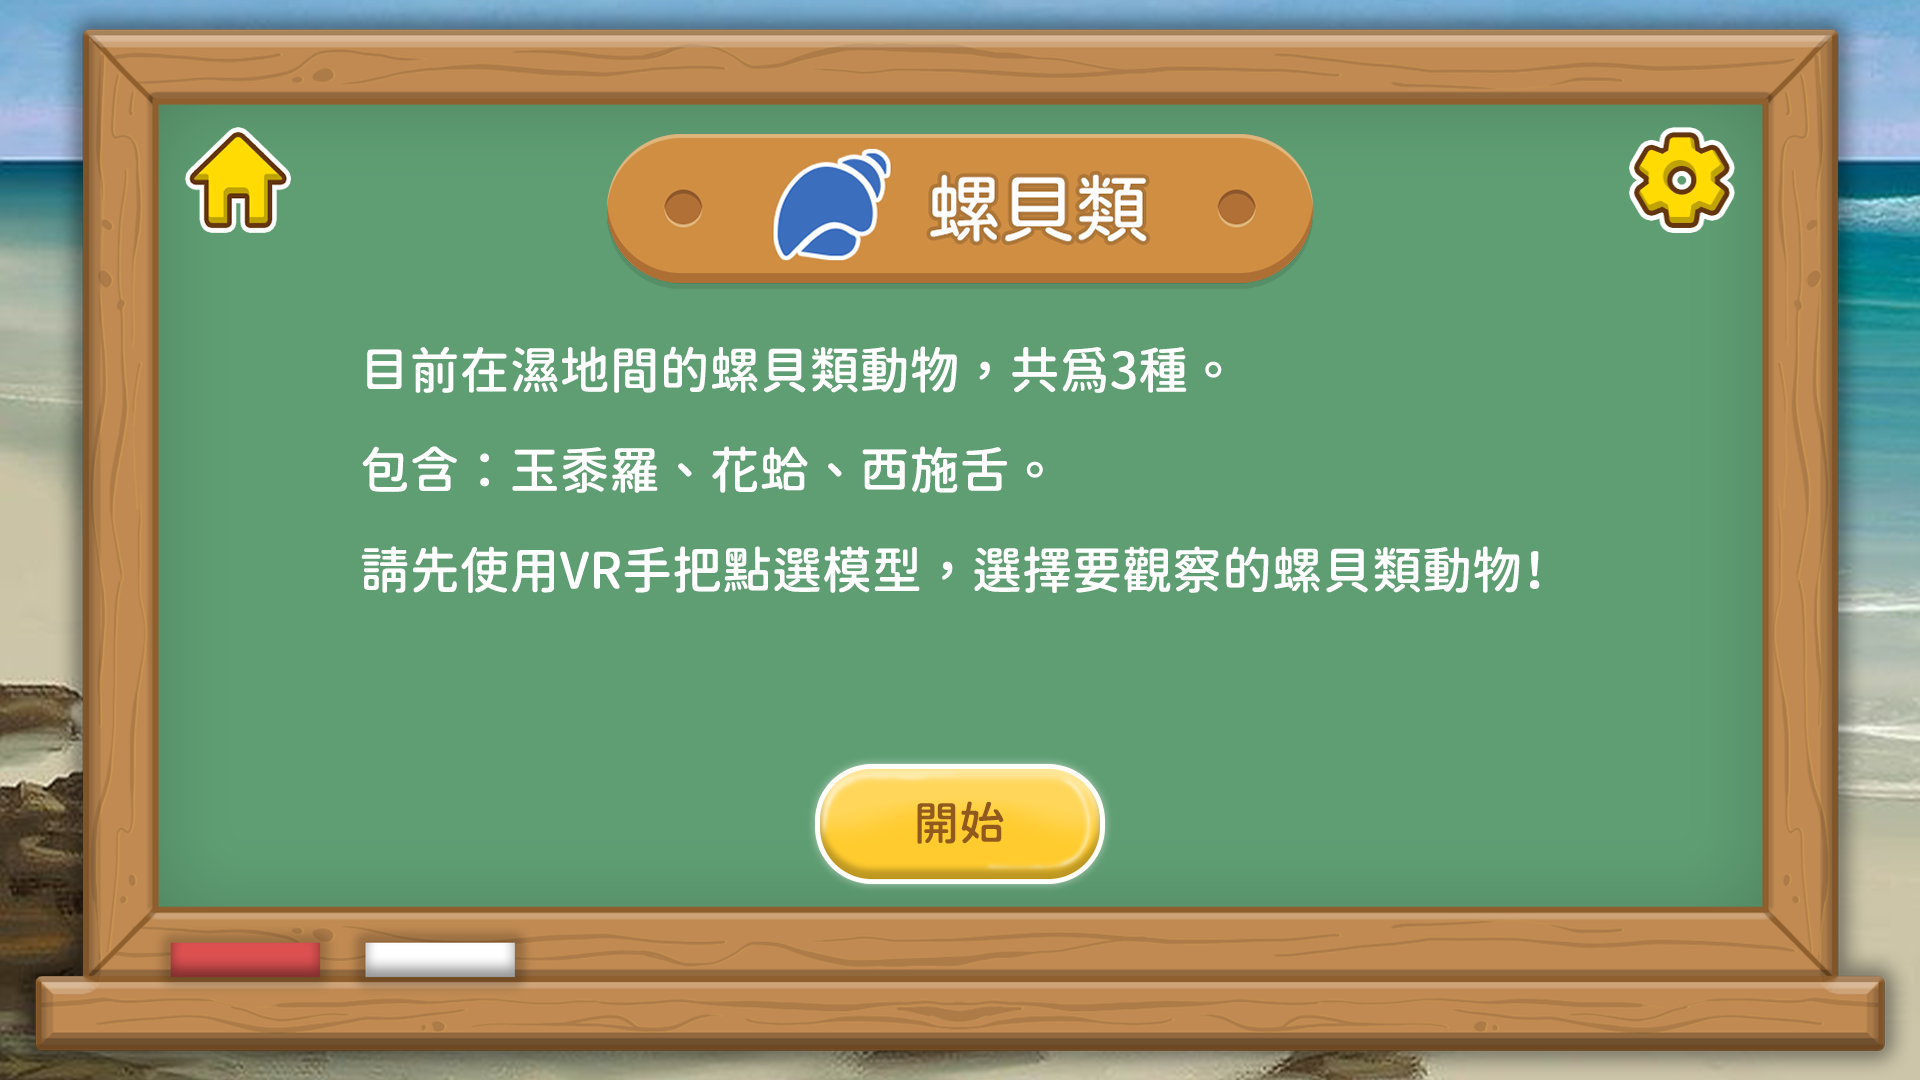 螺貝類
目前在濕地間的螺貝類動物，共爲3種。
包含：玉黍羅、花蛤、西施舌。
請先使用VR手把點選模型，選擇要觀察的螺貝類動物!
開始